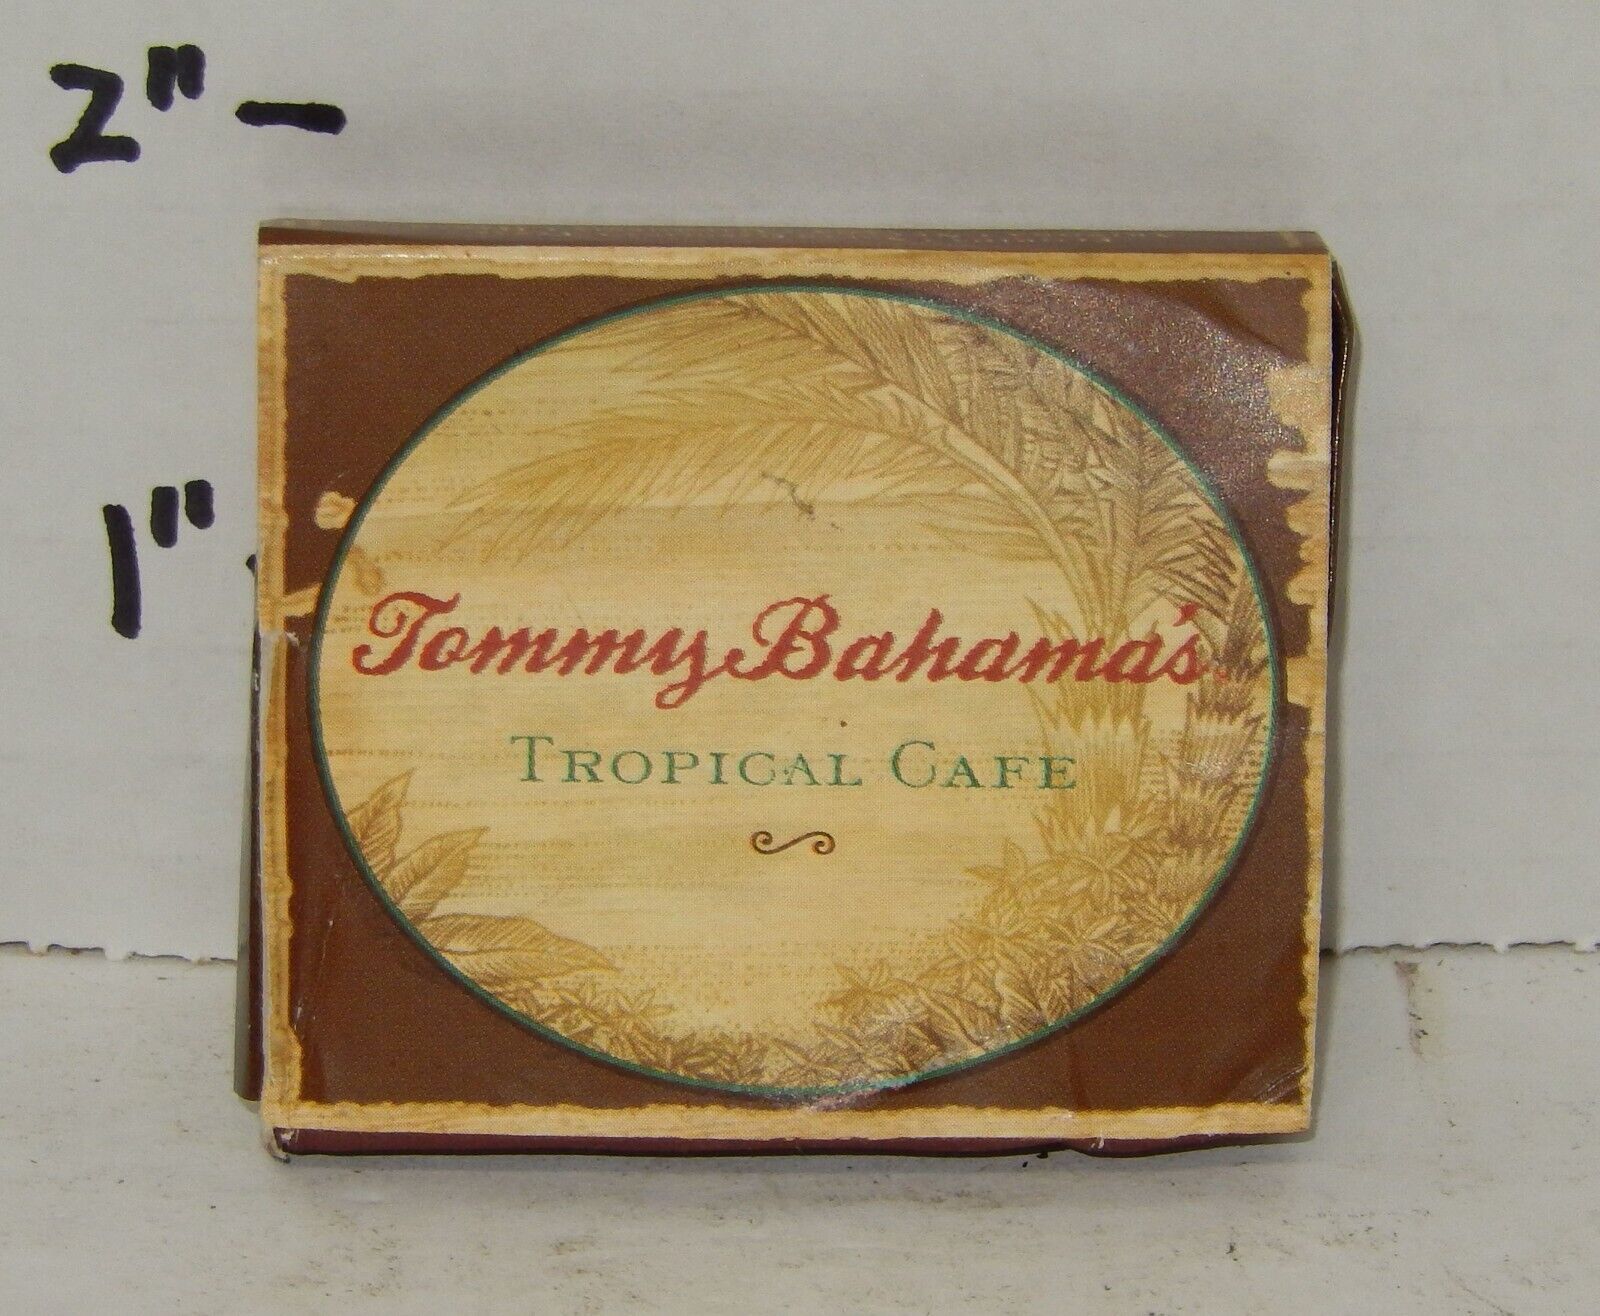 2" –
1"
Tommy Bahama's
TROPICAL CAFE